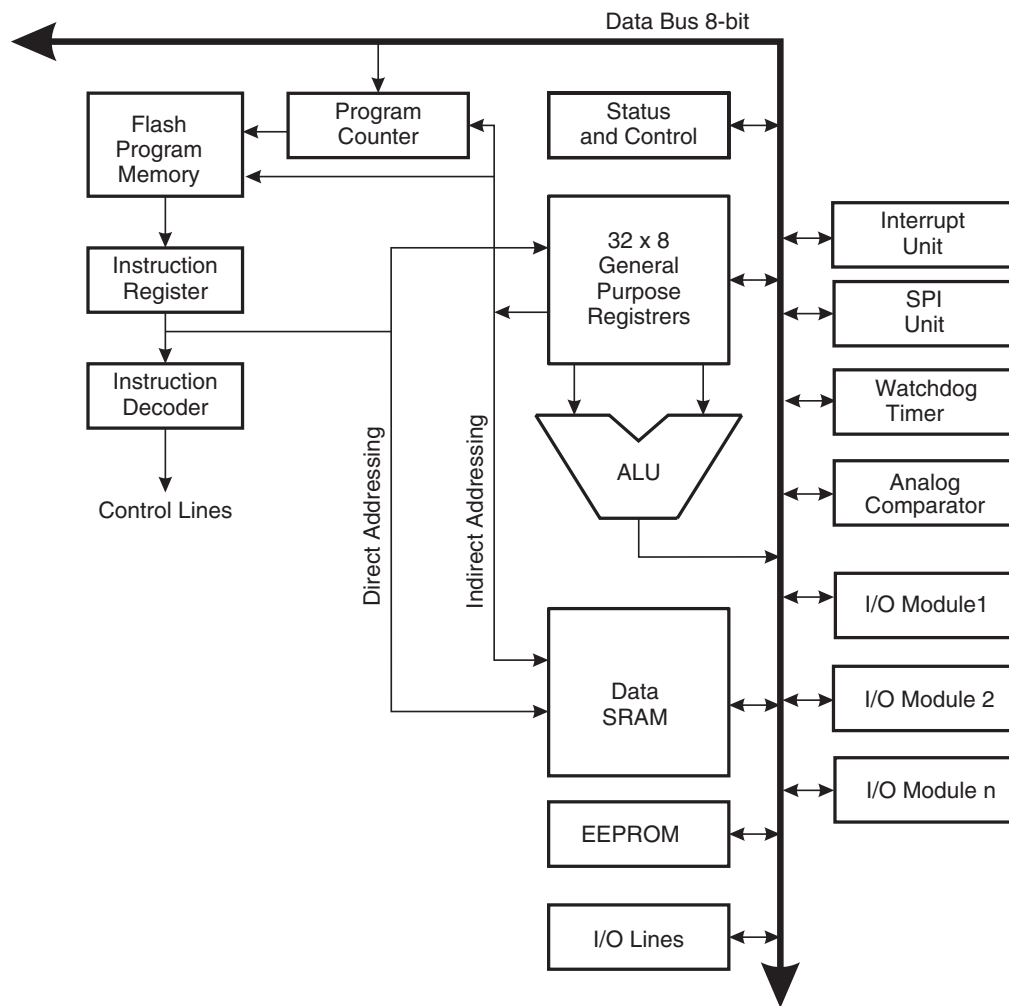 Data Bus 8-bit
Flash
Program
Memory
Program
Counter
Status
and Control
32 x 8
General
Purpose
Registrers
Interrupt
Unit
Instruction
Register
SPI
Unit
Instruction
Decoder
Watchdog
Timer
ALU
Analog
Comparator
Control Lines
Direct Addressing
Indirect Addressing
I/O Module1
Data
SRAM
I/O Module 2
I/O Module n
EEPROM
I/O Lines